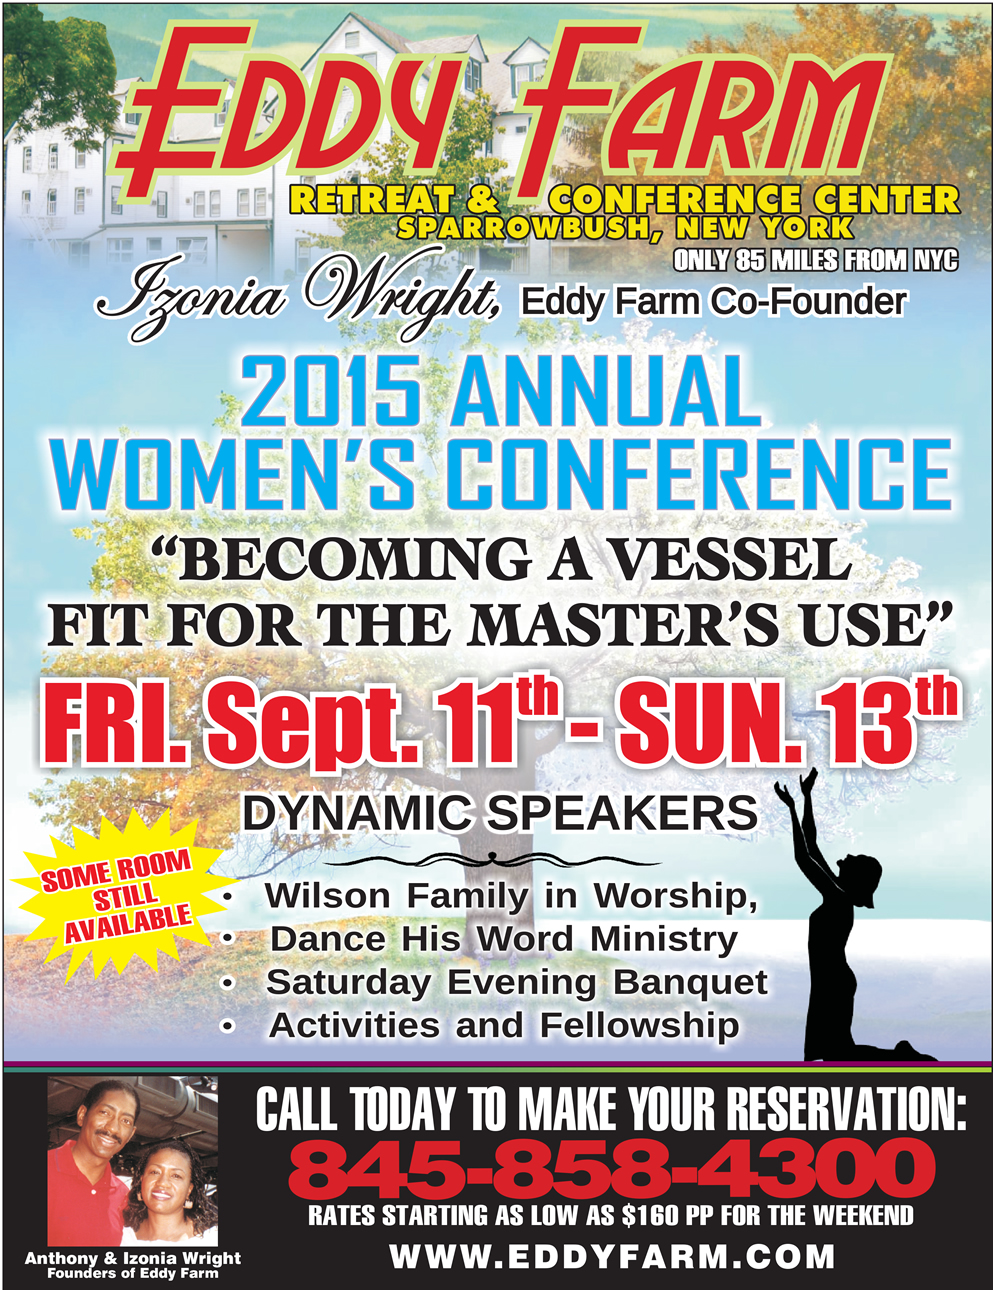 EDDY FARM
RETREAT & CONFERENCE CENTER
SPARROWBUSH, NEW YORK
ONLY 85 MILES FROM NYC
Izonia Wright, Eddy Farm Co-Founder
2015 ANNUAL
WOMEN'S CONFERENCE
“BECOMING A VESSEL
FIT FOR THE MASTER'S USE”
FRI. Sept. 11th - SUN. 13th
DYNAMIC SPEAKERS
SOME ROOM
STILL
AVAILABLE
• Wilson Family in Worship,
• Dance His Word Ministry
• Saturday Evening Banquet
• Activities and Fellowship
CALL TODAY TO MAKE YOUR RESERVATION:
845-858-4300
RATES STARTING AS LOW AS $160 PP FOR THE WEEKEND
WWW.EDDYFARM.COM
Anthony & Izonia Wright
Founders of Eddy Farm